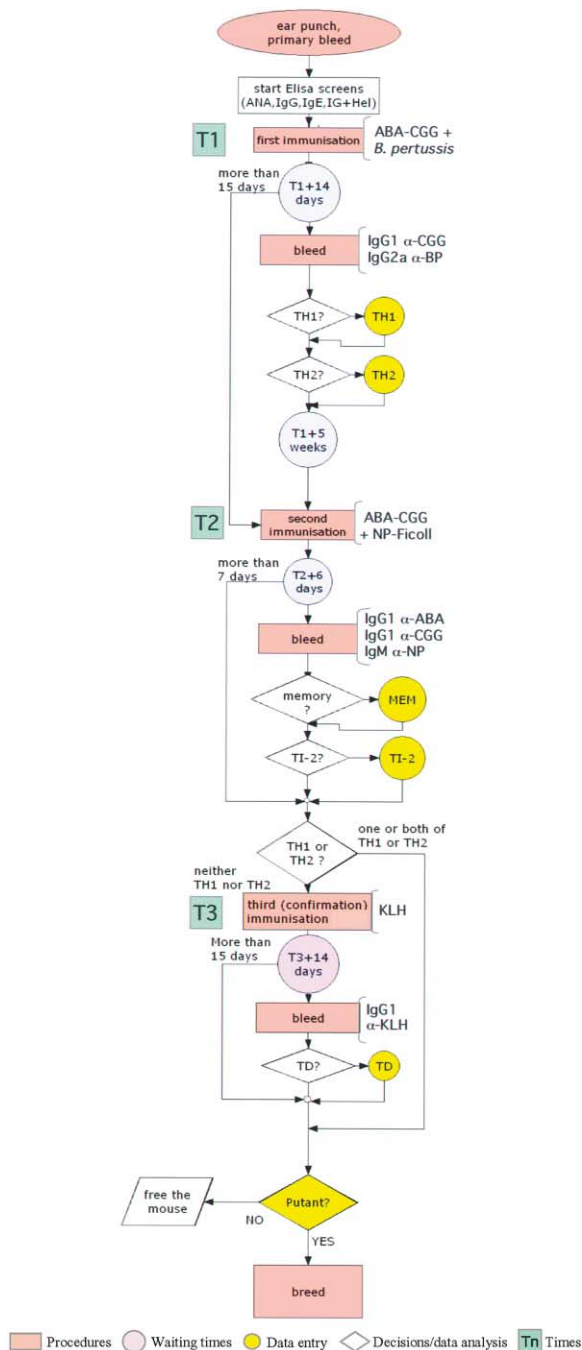 ear punch,
primary bleed
start Elisa screens
(ANA,IgG,IgE,IG+Hel)
T1
first immunisation
ABA-CGG +
B. pertussis
more than
15 days
T1+14
days
bleed
IgG1 α-CGG
IgG2a α-BP
TH1?
TH1
TH2?
TH2
T1+5
weeks
T2
second
immunisation
ABA-CGG
+ NP-Ficoll
more than
7 days
T2+6
days
bleed
IgG1 α-ABA
IgG1 α-CGG
IgM α-NP
memory
?
MEM
TI-2?
TI-2
TH1 or
TH2 ?
one or both of
TH1 or TH2
neither
TH1 nor TH2
T3
third (confirmation)
immunisation
KLH
More than
15 days
T3+14
days
bleed
IgG1
α-KLH
TD?
TD
Putant?
free the
mouse
NO
YES
breed
Procedures
Waiting times
Data entry
Decisions/data analysis
Tn Times